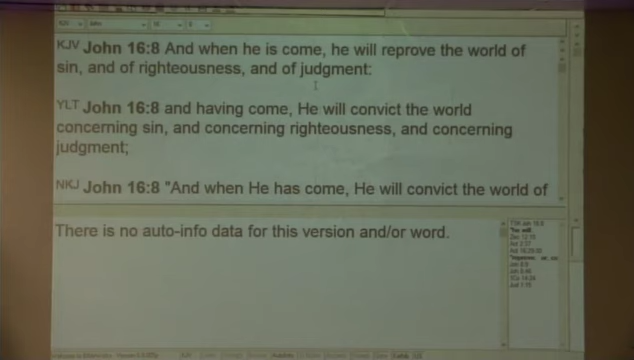 KJV John 16:8 And when he is come, he will reprove the world of
sin, and of righteousness, and of judgment:
YLT John 16:8 and having come, He will convict the world
concerning sin, and concerning righteousness, and concerning
judgment;
NKJ John 16:8 "And when He has come, He will convict the world of
There is no auto-info data for this version and/or word.